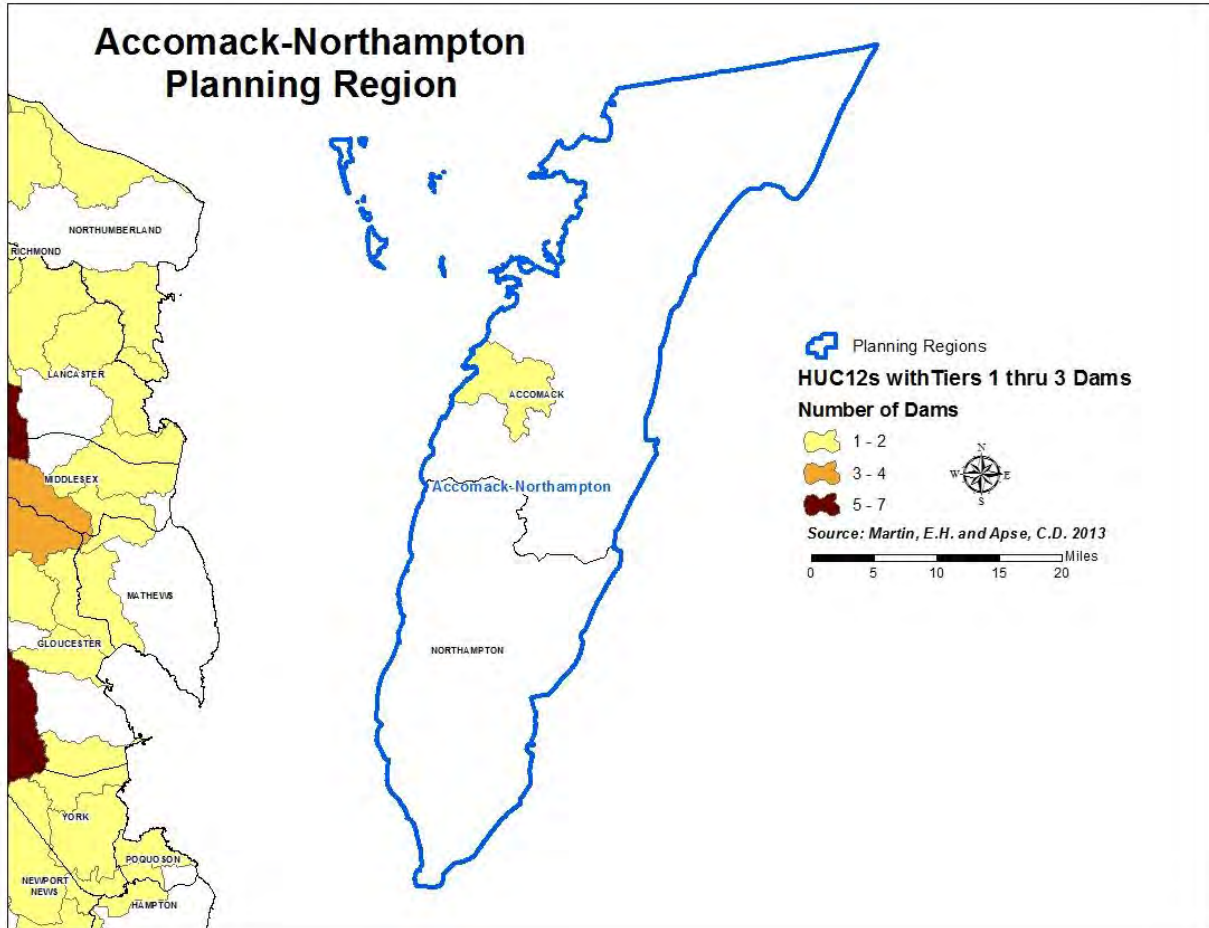 Accomack-Northampton
Planning Region
NORTHUMBERLAND
RICHMOND
LANCASTER
ACCOMACK
MIDDLESEX
Accomack-Northampton
MATHEWS
GLOUCESTER
NORTHAMPTON
YORK
POQUOSON
NEWPORT
NEWS
HAMPTON
Planning Regions
HUC12s with Tiers 1 thru 3 Dams
Number of Dams
1 - 2
3 - 4
5 - 7
N
W
E
S
Source: Martin, E.H. and Apse, C.D. 2013
Miles
0 5 10 15 20